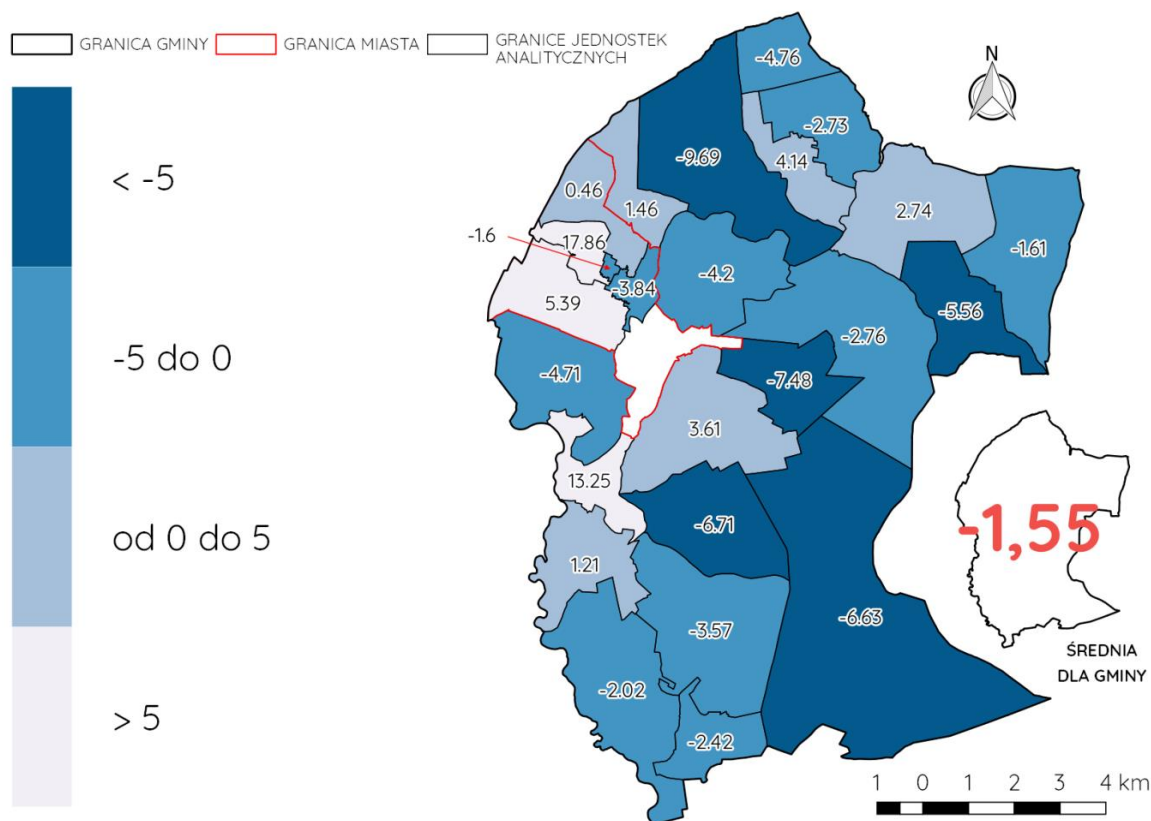 GRANICA GMINY
GRANICA MIASTA
GRANICE JEDNOSTEK
ANALITYCZNYCH
N
< -5
-5 do 0
od 0 do 5
> 5
-4.76
-2.73
-9.69
4.14
0.46
1.46
2.74
-1.61
17.86
-1.6
-3.84
-4.2
5.39
-5.56
-2.76
-4.71
-7.48
3.61
13.25
-6.71
-1,55
1.21
-3.57
-6.63
ŚREDNIA
DLA GMINY
-2.02
-2.42
1 0 1 2 3 4 km